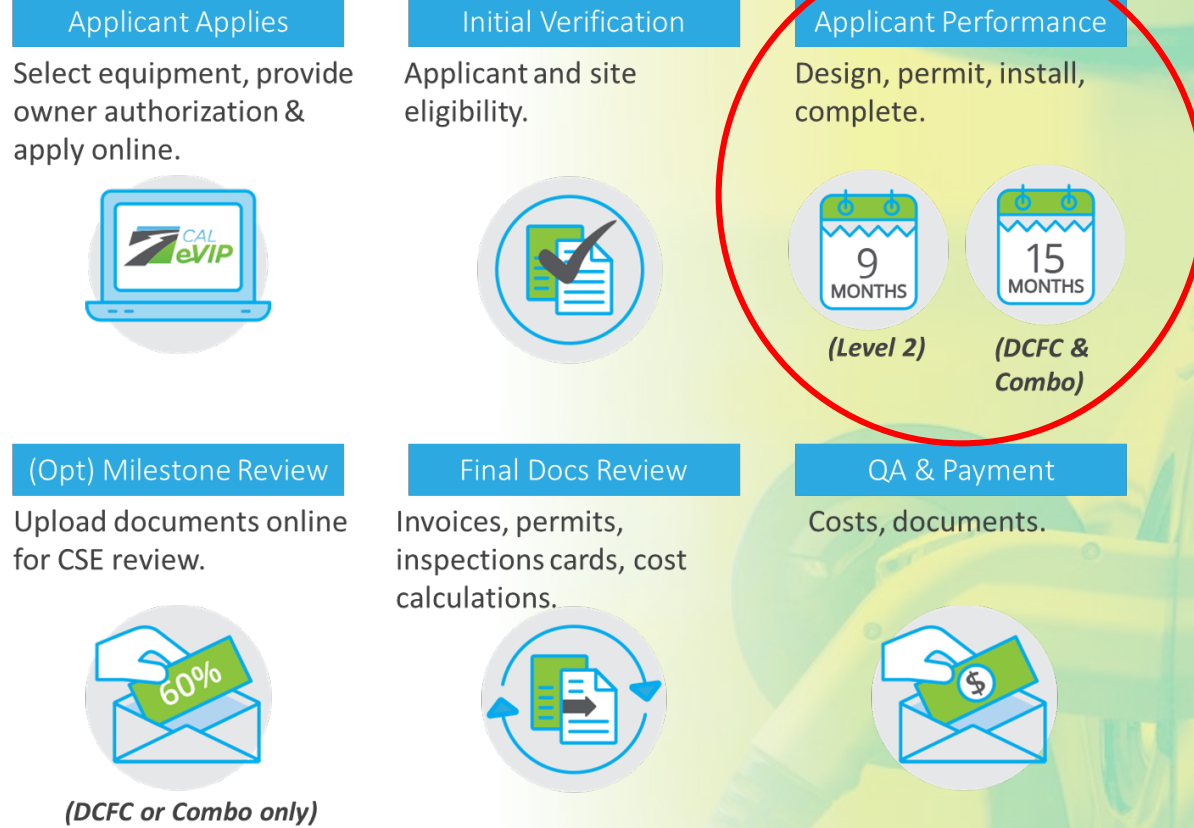 Applicant Applies
Select equipment, provide
owner authorization &
apply online.
CAL
eVIP
Initial Verification
Applicant and site
eligibility.
Applicant Performance
Design, permit, install,
complete.
9
MONTHS
(Level 2)
15
MONTHS
(DCFC &
Combo)
(Opt) Milestone Review
Upload documents online
for CSE review.
60%
(DCFC or Combo only)
Final Docs Review
Invoices, permits,
inspections cards, cost
calculations.
QA & Payment
Costs, documents.
$